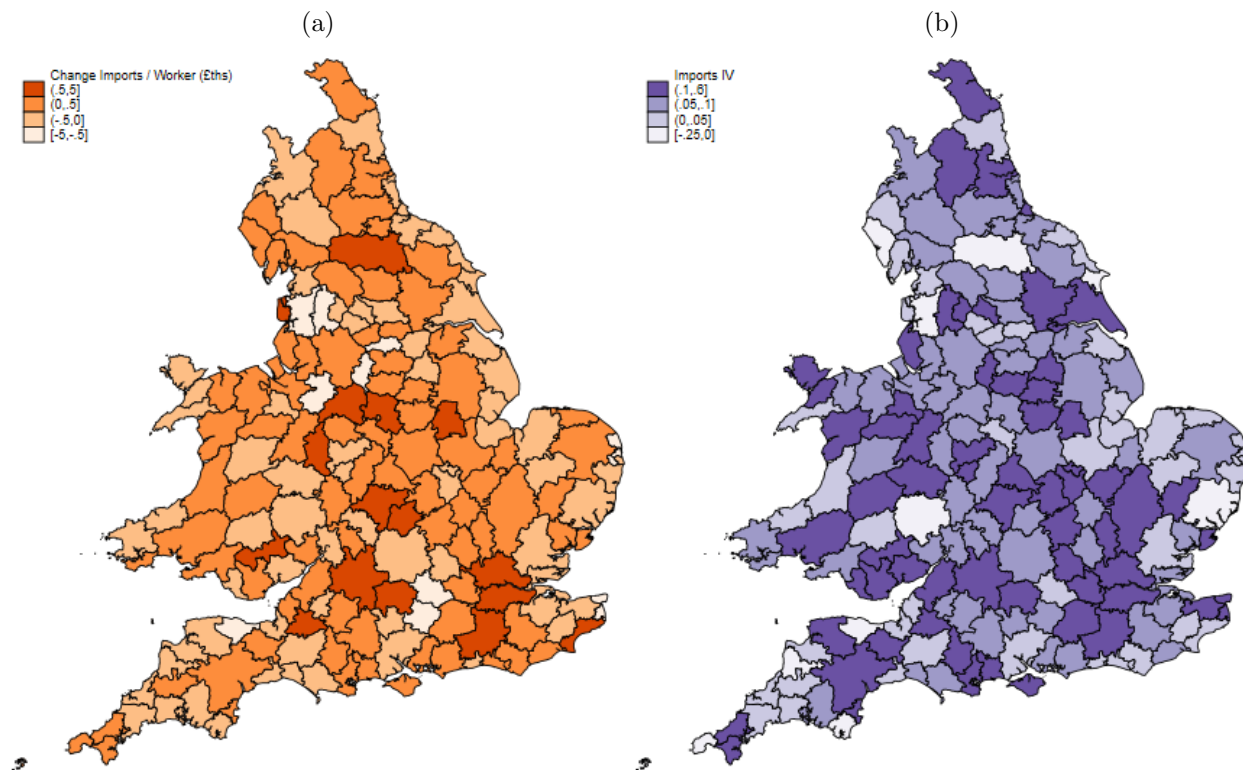 (a)
(b)
Change Imports / Worker (£ths)
(.5,5]
(0,.5]
(-.5,0]
[-5,-.5]
Imports IV
(.1,.6]
(.05,.1]
(0,.05]
[-.25,0]